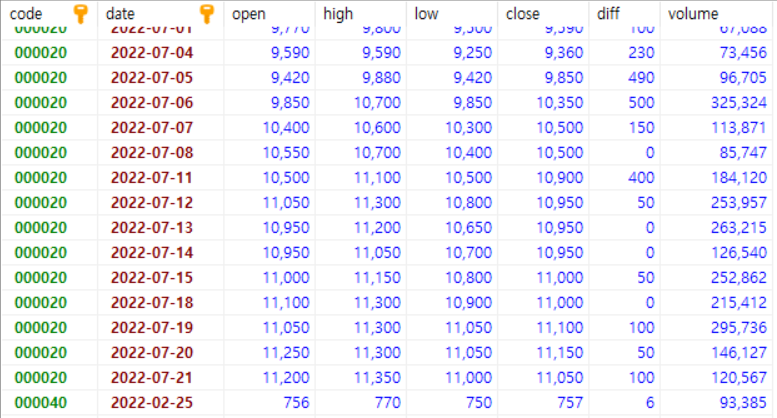 code date open high low close diff volume
000020 2022-07-01 9,770 9,800 9,500 9,590 100 67,088
000020 2022-07-04 9,590 9,590 9,250 9,360 230 73,456
000020 2022-07-05 9,420 9,880 9,420 9,850 490 96,705
000020 2022-07-06 9,850 10,700 9,850 10,350 500 325,324
000020 2022-07-07 10,400 10,600 10,300 10,500 150 113,871
000020 2022-07-08 10,550 10,700 10,400 10,500 0 85,747
000020 2022-07-11 10,500 11,100 10,500 10,900 400 184,120
000020 2022-07-12 11,050 11,300 10,800 10,950 50 253,957
000020 2022-07-13 10,950 11,200 10,650 10,950 0 263,215
000020 2022-07-14 10,950 11,050 10,700 10,950 0 126,540
000020 2022-07-15 11,000 11,150 10,800 11,000 50 252,862
000020 2022-07-18 11,100 11,300 10,900 11,000 0 215,412
000020 2022-07-19 11,050 11,300 11,050 11,100 100 295,736
000020 2022-07-20 11,250 11,300 11,050 11,150 50 146,127
000020 2022-07-21 11,200 11,350 11,000 11,050 100 120,567
000040 2022-02-25 756 770 750 757 6 93,385